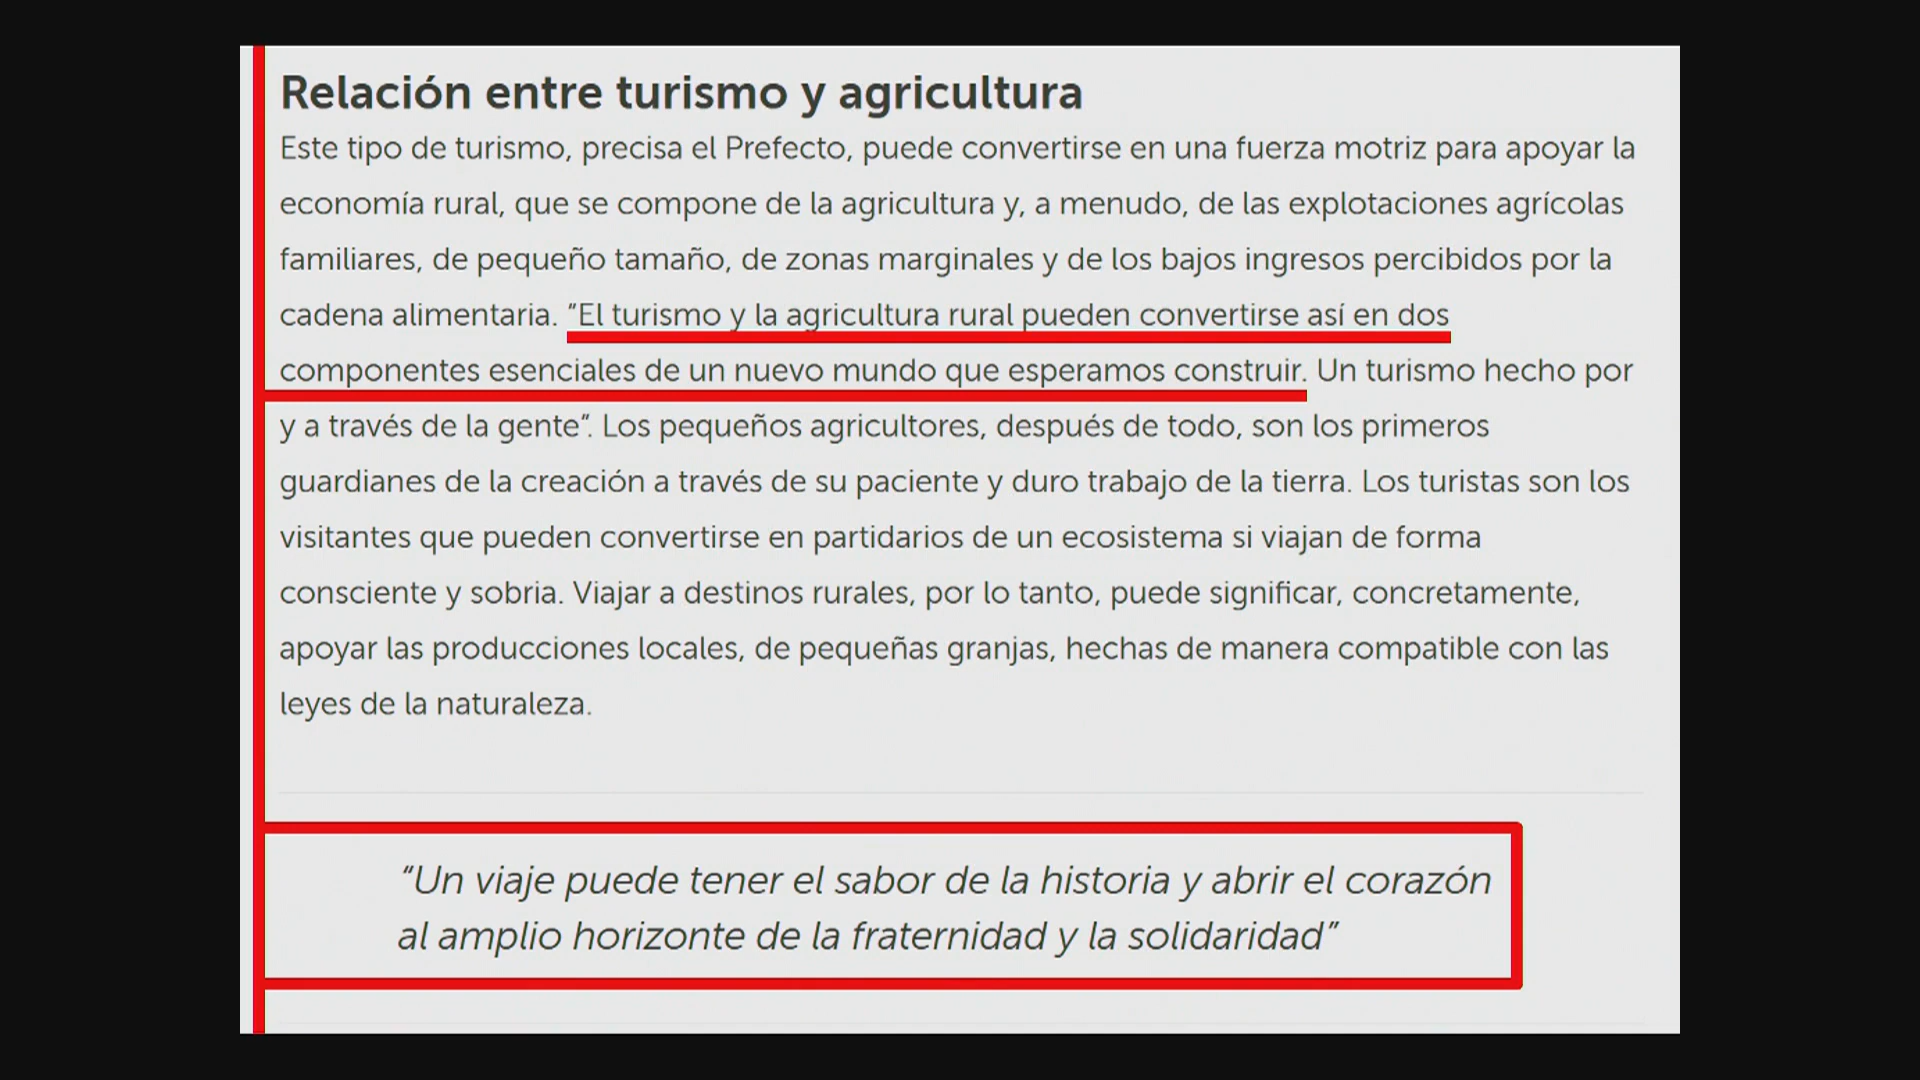 Relación entre turismo y agricultura
Este tipo de turismo, precisa el Prefecto, puede convertirse en una fuerza motriz para apoyar la
economía rural, que se compone de la agricultura y, a menudo, de las explotaciones agrícolas
familiares, de pequeño tamaño, de zonas marginales y de los bajos ingresos percibidos por la
cadena alimentaria. “El turismo y la agricultura rural pueden convertirse así en dos
componentes esenciales de un nuevo mundo que esperamos construir. Un turismo hecho por
y a través de la gente”. Los pequeños agricultores, después de todo, son los primeros
guardianes de la creación a través de su paciente y duro trabajo de la tierra. Los turistas son los
visitantes que pueden convertirse en partidarios de un ecosistema si viajan de forma
consciente y sobria. Viajar a destinos rurales, por lo tanto, puede significar, concretamente,
apoyar las producciones locales, de pequeñas granjas, hechas de manera compatible con las
leyes de la naturaleza.
“Un viaje puede tener el sabor de la historia y abrir el corazón
al amplio horizonte de la fraternidad y la solidaridad”